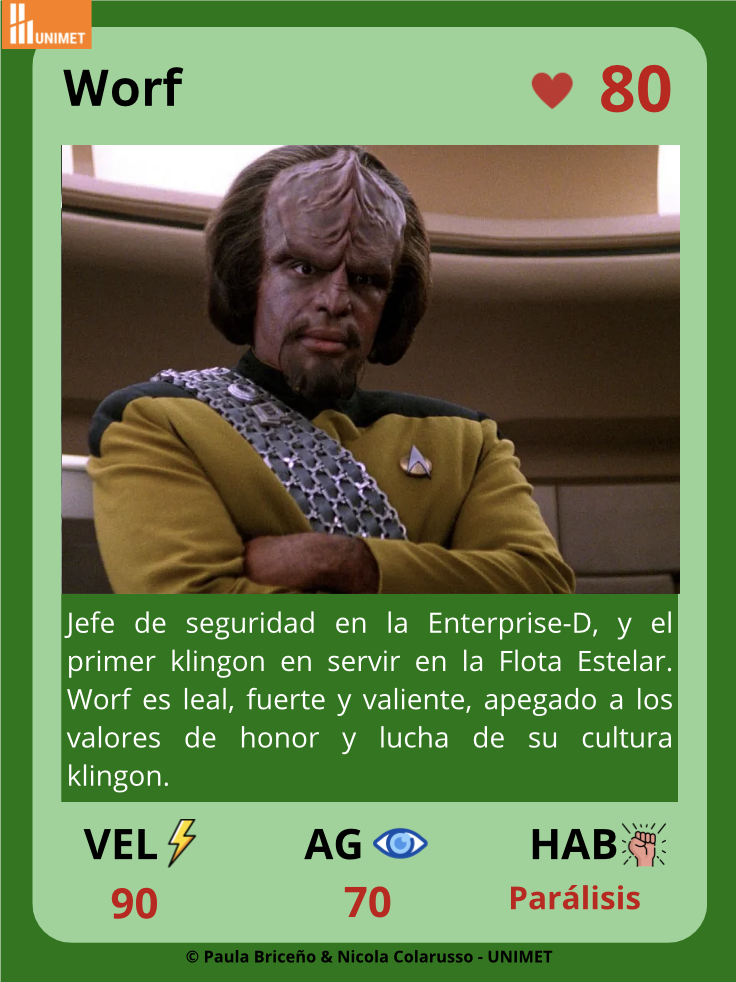 UNIMET
Worf
80
Jefe de seguridad en la Enterprise-D, y el
primer klingon en servir en la Flota Estelar.
Worf es leal, fuerte y valiente, apegado a los
valores de honor y lucha de su cultura
klingon.
VEL AG HAB
90 70 Parálisis
© Paula Briceño & Nicola Colarusso - UNIMET